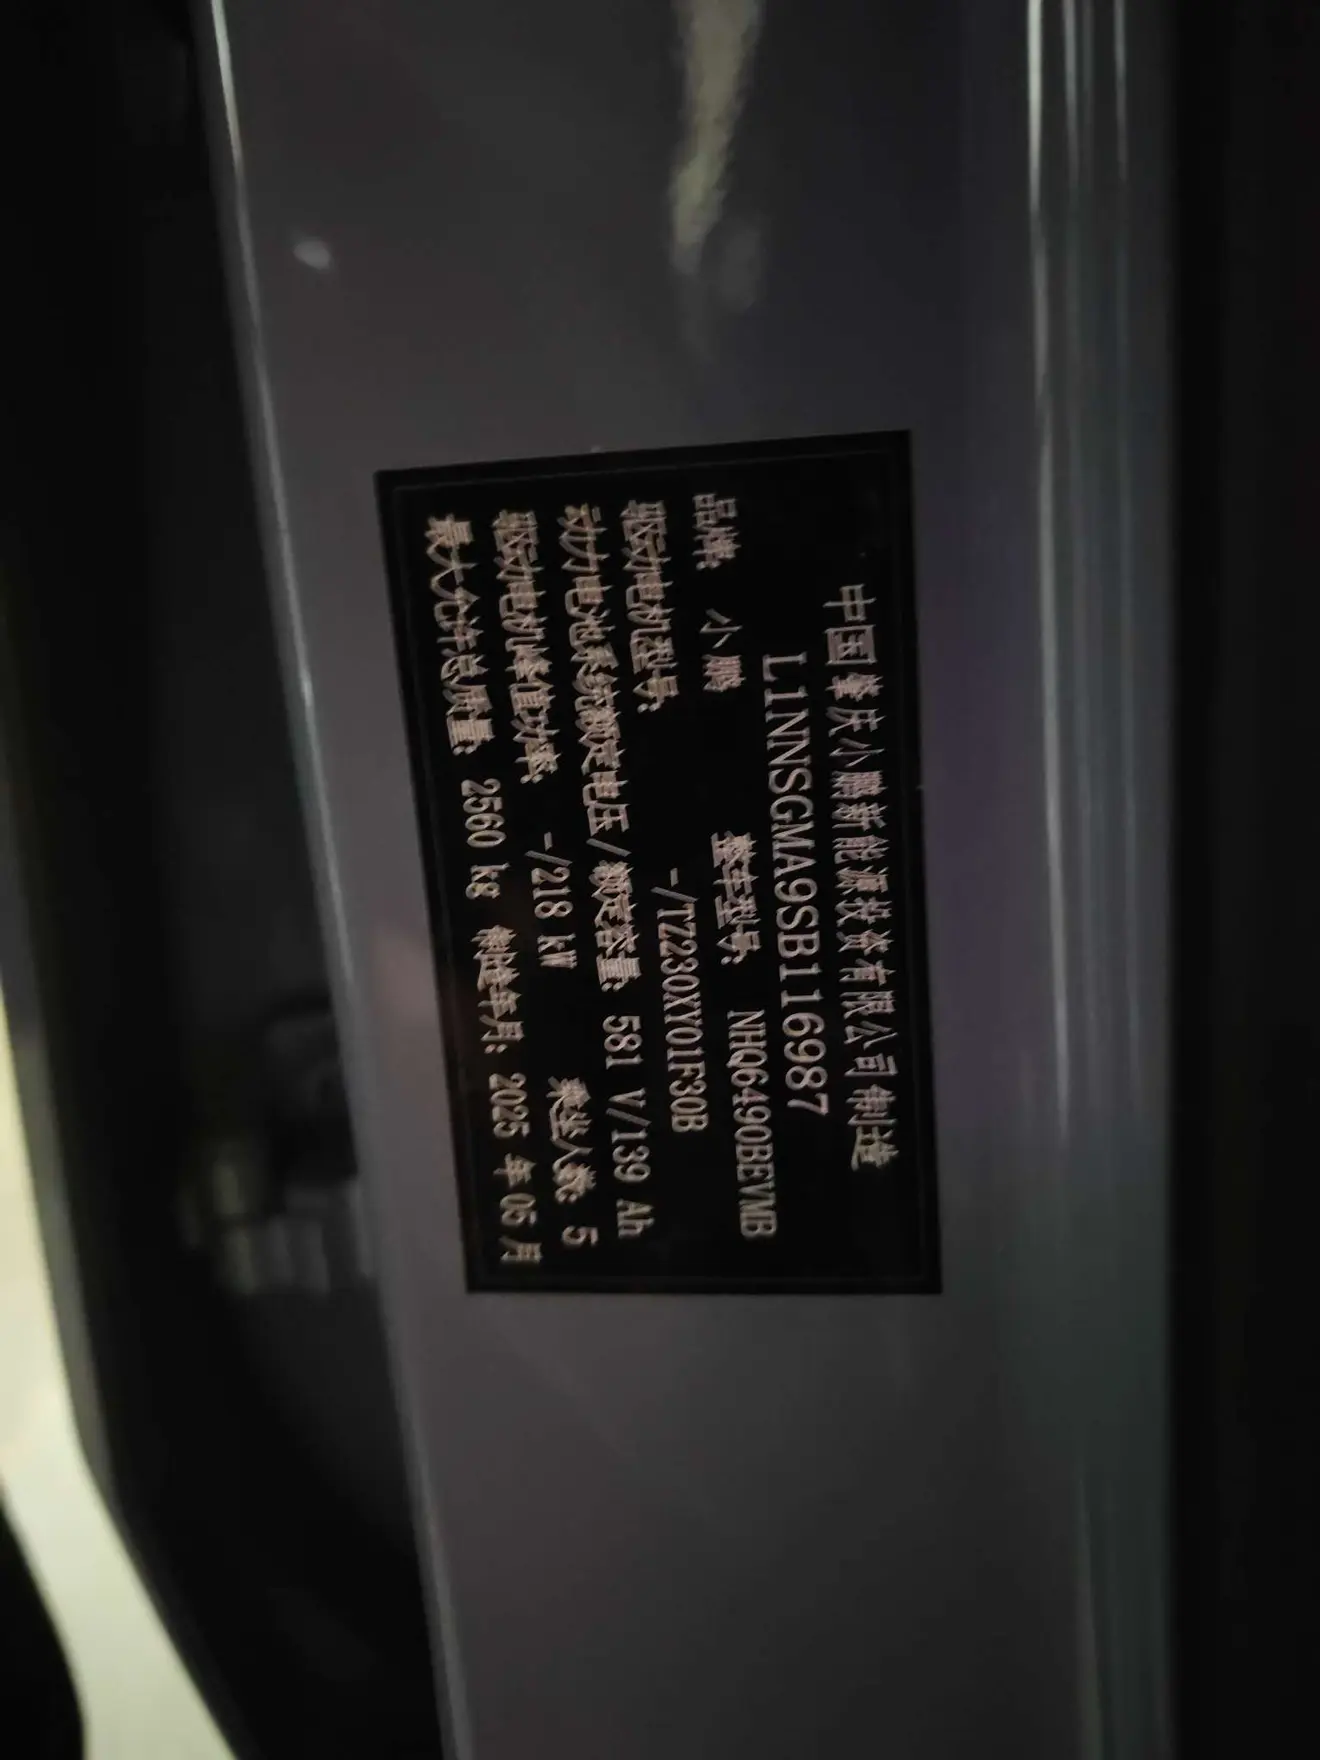 中国肇庆小鹏新能源投资有限公司制造
L1NNSGMA9SB116987
品牌: 小鹏 整车型号: NHQ6490BEVMB
驱动电机型号: -/TZ230XY01F30B
动力电池系统额定电压/额定容量: 581 V/139 Ah
驱动电机峰值功率: -/218 kW 乘坐人数: 5
最大允许总质量: 2560 kg 制造年月: 2025 年 05 月